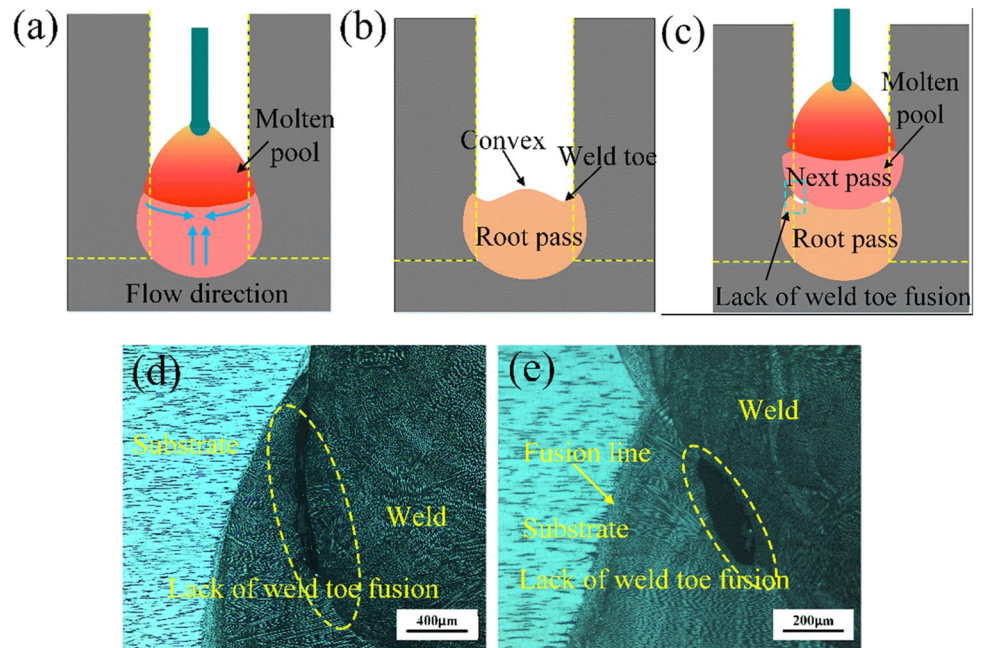 (a)
Molten
pool
Flow direction
(b)
Convex
Weld toe
Root pass
(c)
Molten
pool
Next pass
Root pass
Lack of weld toe fusion
(d)
Substrate
Weld
Lack of weld toe fusion
400μm
(e)
Weld
Fusion line
Substrate
Lack of weld toe fusion
200μm